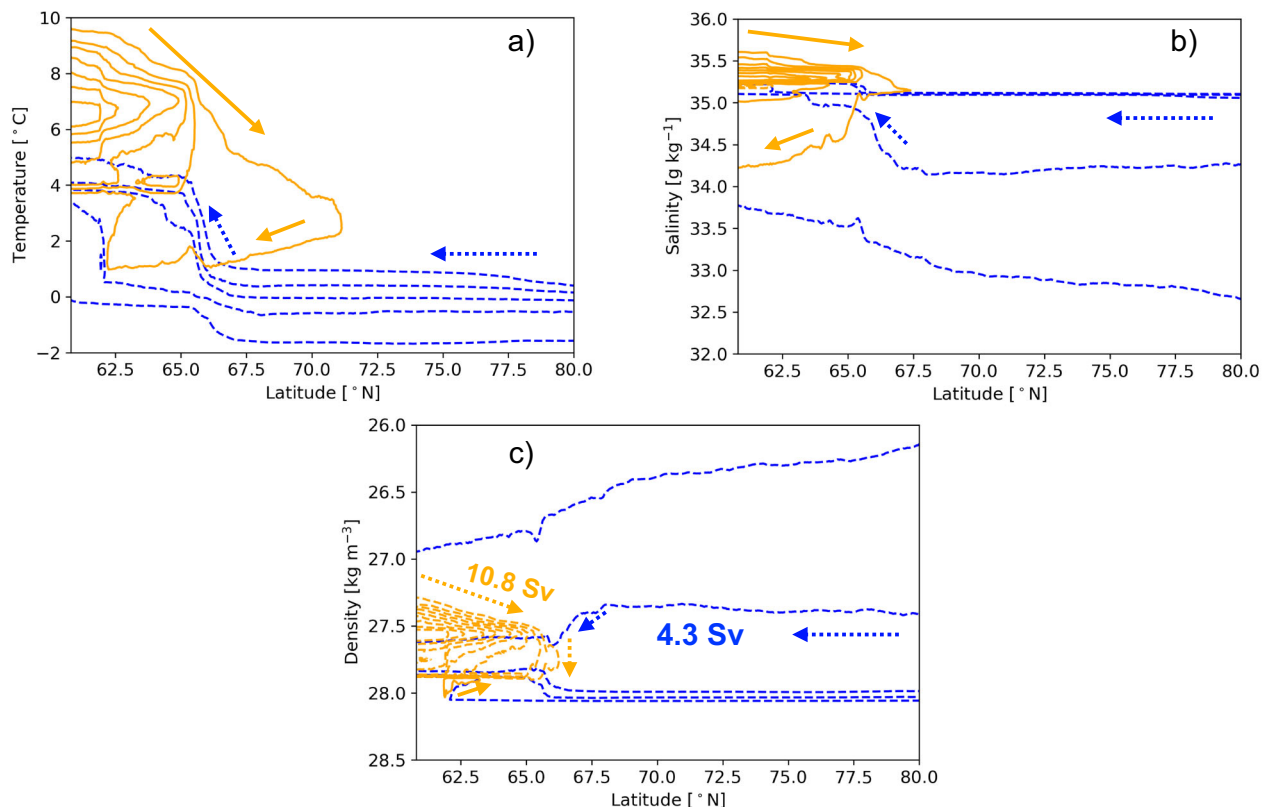 a)
Temperature [°C]
10
8
6
4
2
0
−2
62.5 65.0 67.5 70.0 72.5 75.0 77.5 80.0
Latitude [°N]
b)
Salinity [g kg⁻¹]
36.0
35.5
35.0
34.5
34.0
33.5
33.0
32.5
32.0
62.5 65.0 67.5 70.0 72.5 75.0 77.5 80.0
Latitude [°N]
c)
Density [kg m⁻³]
26.0
26.5
27.0
27.5
28.0
28.5
10.8 Sv
4.3 Sv
62.5 65.0 67.5 70.0 72.5 75.0 77.5 80.0
Latitude [°N]